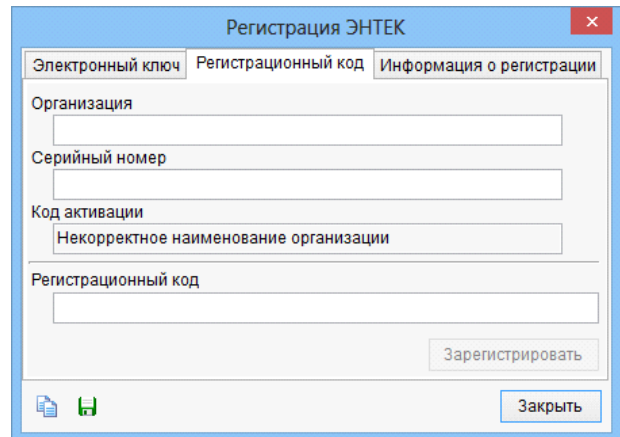 Регистрация ЭНТЕК
Электронный ключ Регистрационный код Информация о регистрации
Организация
Серийный номер
Код активации
Некорректное наименование организации
Регистрационный код
Зарегистрировать
Закрыть